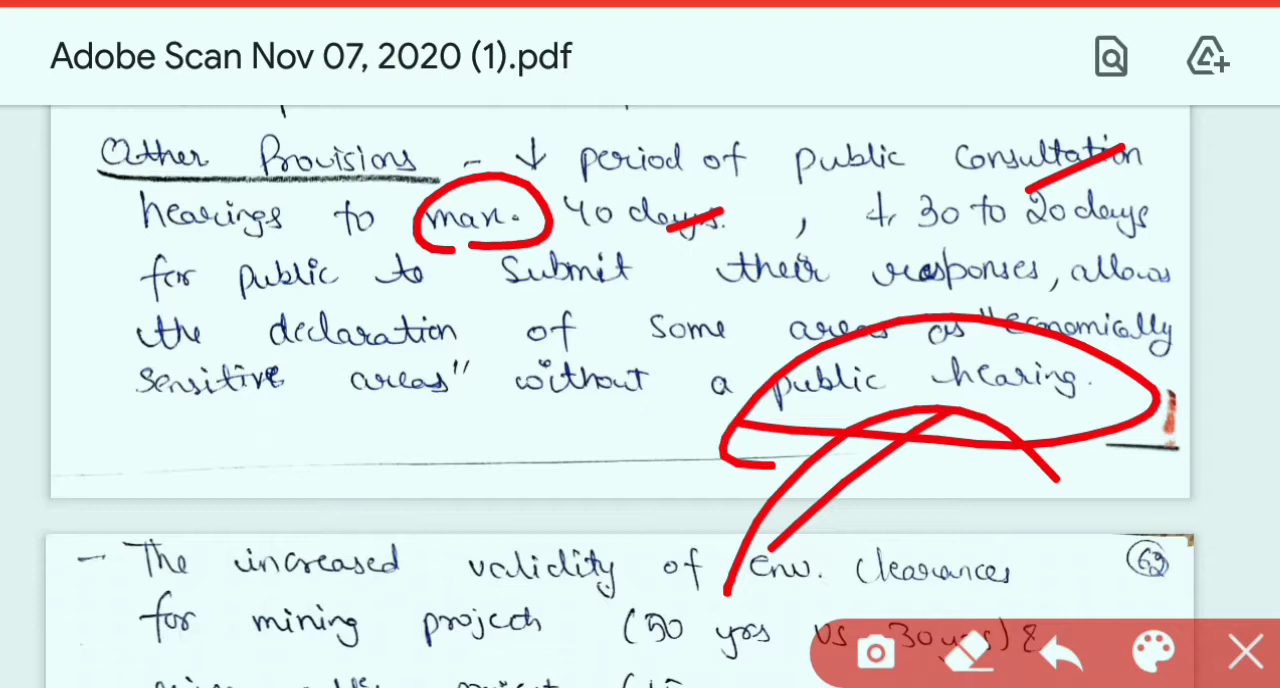 Adobe Scan Nov 07, 2020 (1).pdf
Other Provisions - ↓ period of public consultation
hearings to max. 40 days. , ↓ 30 to 20 days
for public to submit their responses, allows
the declaration of some areas as "economically
sensitive areas" without a public hearing.
- The increased validity of env. clearances
63
for mining projects (50 yrs vs 30 yrs) &